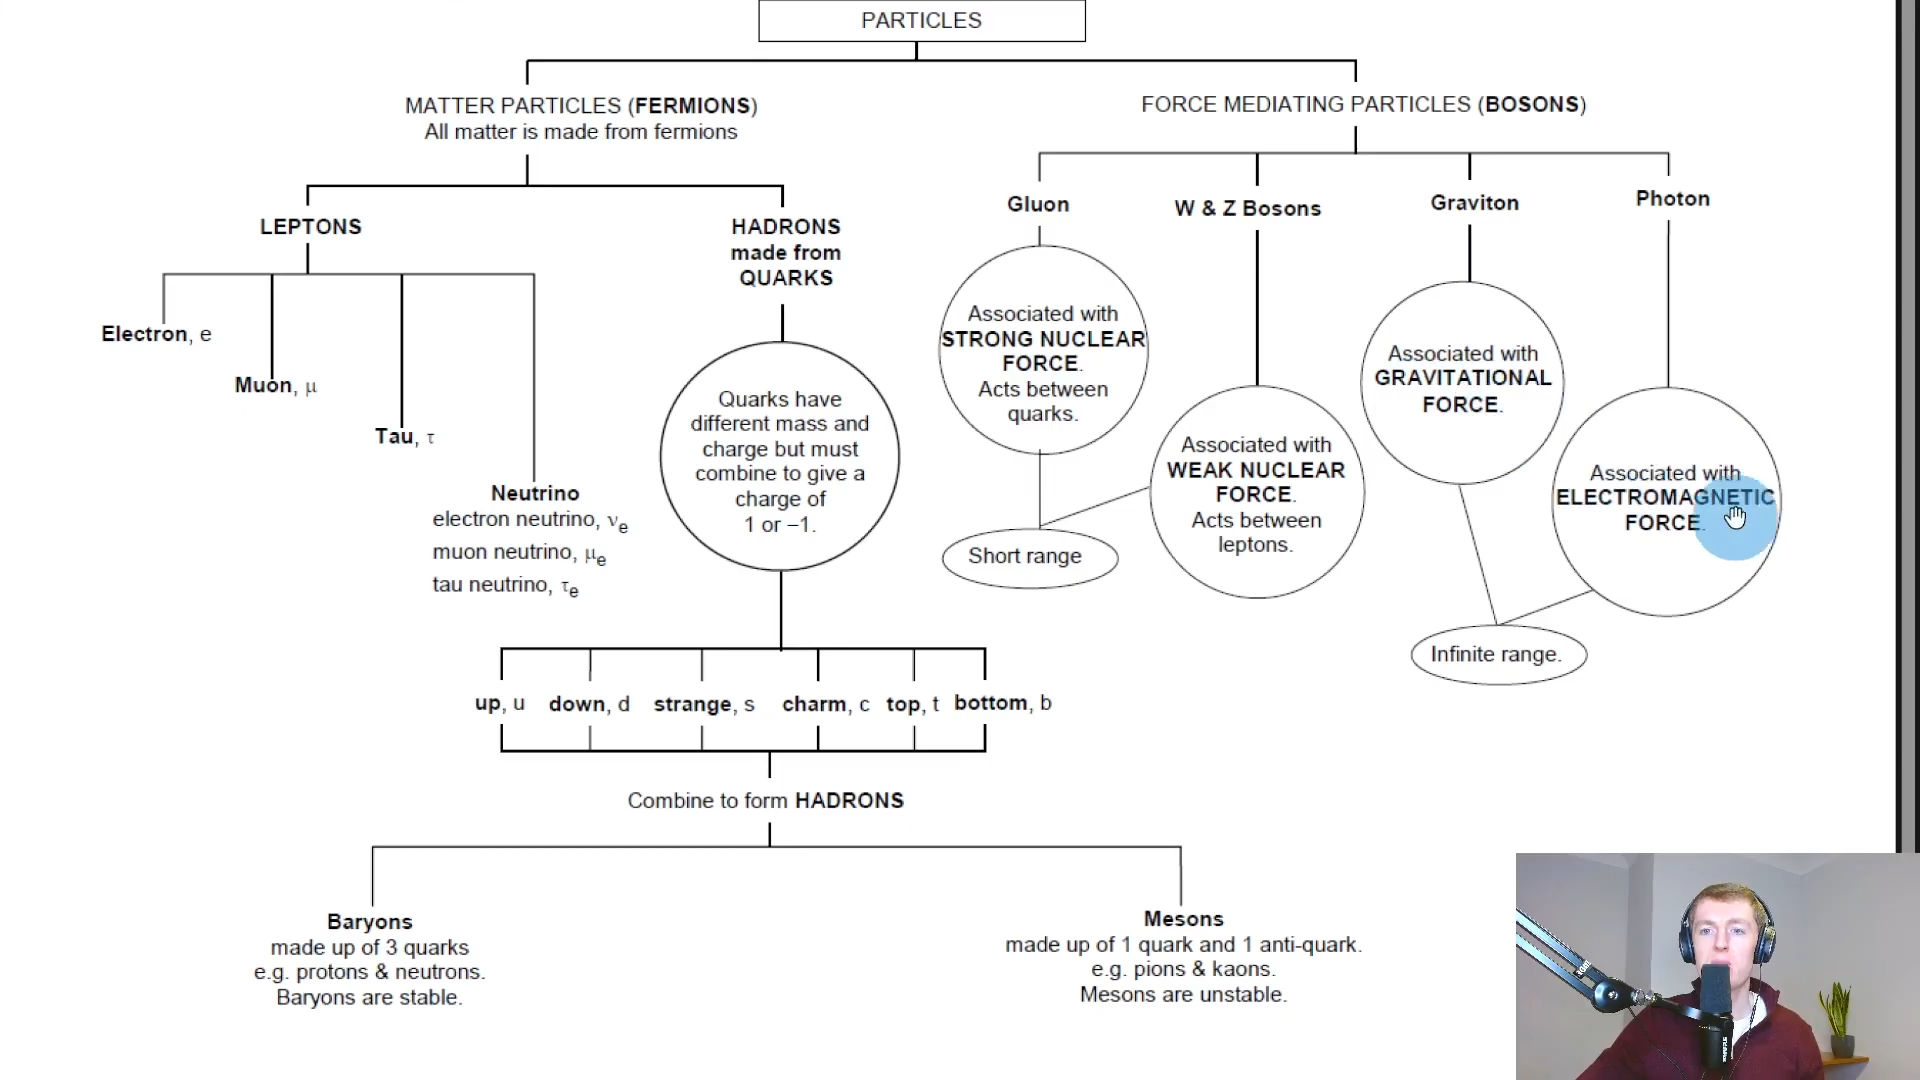 PARTICLES
MATTER PARTICLES (FERMIONS)
All matter is made from fermions
FORCE MEDIATING PARTICLES (BOSONS)
LEPTONS
HADRONS
made from
QUARKS
Gluon
W & Z Bosons
Graviton
Photon
Electron, e
Muon, μ
Tau, τ
Neutrino
electron neutrino, νe
muon neutrino, μe
tau neutrino, τe
Quarks have
different mass and
charge but must
combine to give a
charge of
1 or –1.
Associated with
STRONG NUCLEAR
FORCE.
Acts between
quarks.
Associated with
WEAK NUCLEAR
FORCE.
Acts between
leptons.
Associated with
GRAVITATIONAL
FORCE.
Associated with
ELECTROMAGNETIC
FORCE.
Short range
Infinite range.
up, u
down, d
strange, s
charm, c
top, t
bottom, b
Combine to form HADRONS
Baryons
made up of 3 quarks
e.g. protons & neutrons.
Baryons are stable.
Mesons
made up of 1 quark and 1 anti-quark.
e.g. pions & kaons.
Mesons are unstable.